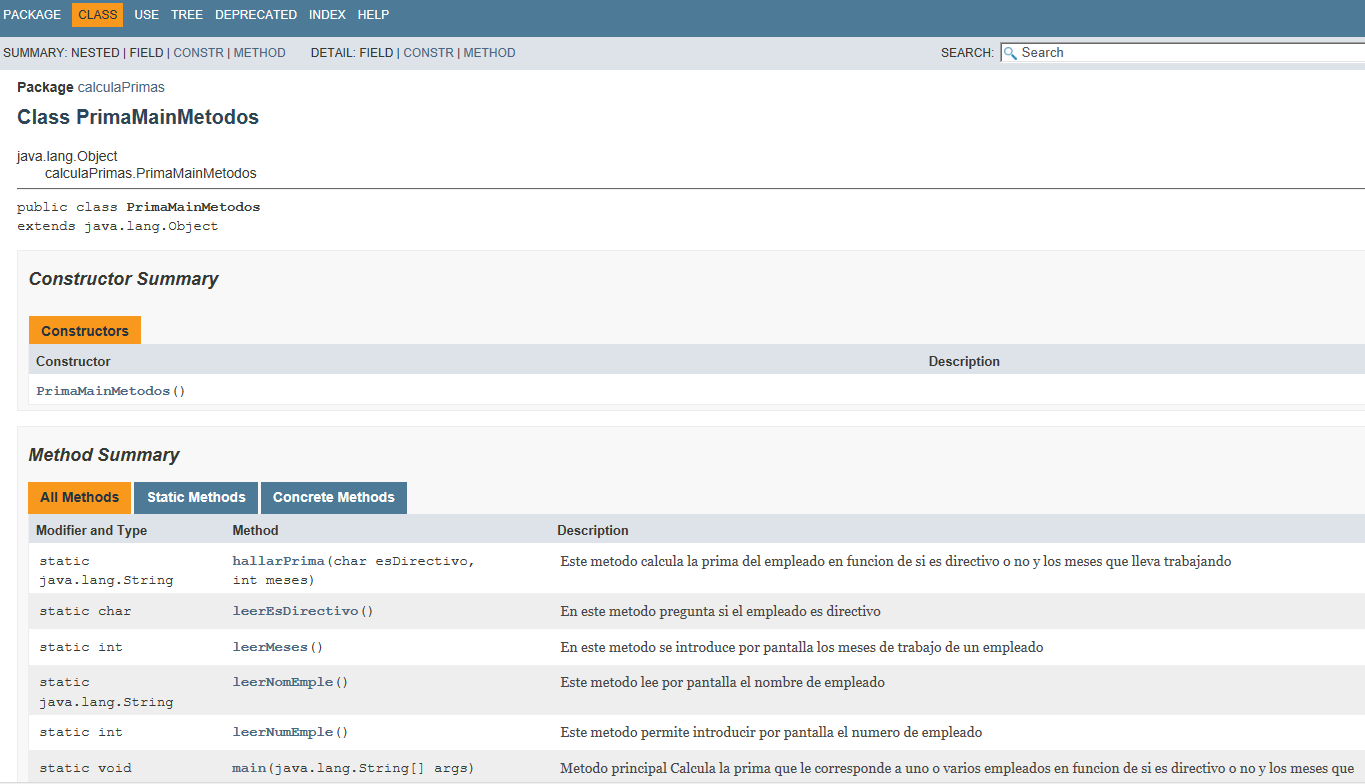 PACKAGE CLASS USE TREE DEPRECATED INDEX HELP
SUMMARY: NESTED | FIELD | CONSTR | METHOD DETAIL: FIELD | CONSTR | METHOD SEARCH: Search
Package calculaPrimas
Class PrimaMainMetodos
java.lang.Object
calculaPrimas.PrimaMainMetodos
public class PrimaMainMetodos
extends java.lang.Object
Constructor Summary
Constructors
Constructor Description
PrimaMainMetodos()
Method Summary
All Methods Static Methods Concrete Methods
Modifier and Type Method Description
static hallarPrima(char esDirectivo, Este metodo calcula la prima del empleado en funcion de si es directivo o no y los meses que lleva trabajando
java.lang.String int meses)
static char leerEsDirectivo() En este metodo pregunta si el empleado es directivo
static int leerMeses() En este metodo se introduce por pantalla los meses de trabajo de un empleado
static leerNomEmple() Este metodo lee por pantalla el nombre de empleado
java.lang.String
static int leerNumEmple() Este metodo permite introducir por pantalla el numero de empleado
static void main(java.lang.String[] args) Metodo principal Calcula la prima que le corresponde a uno o varios empleados en funcion de si es directivo o no y los meses que